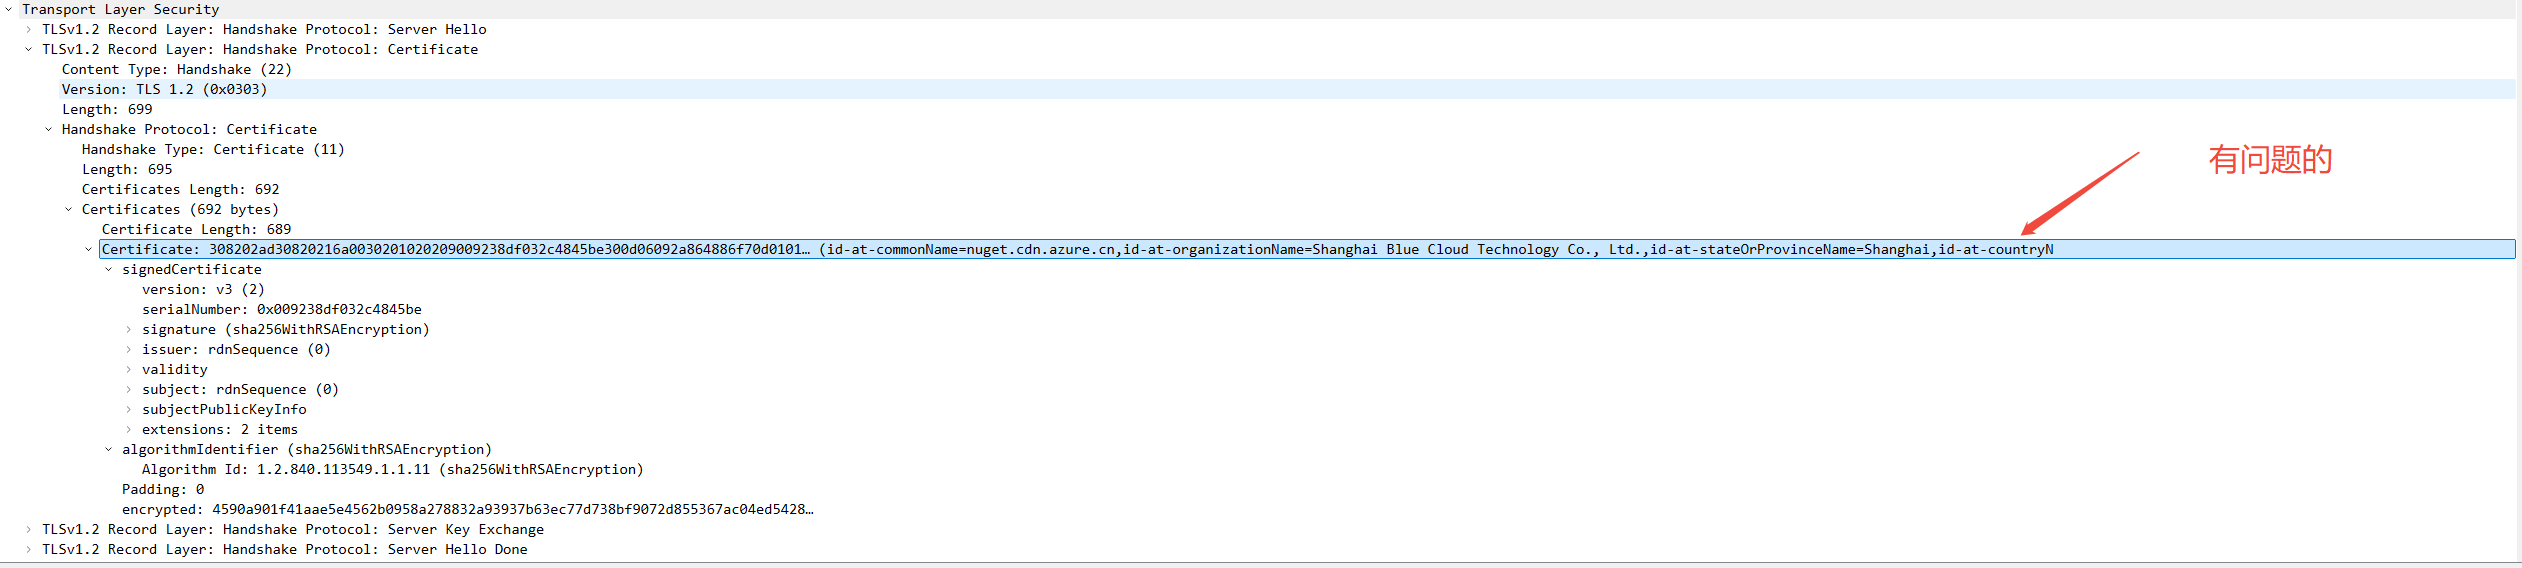 Transport Layer Security
TLSv1.2 Record Layer: Handshake Protocol: Server Hello
TLSv1.2 Record Layer: Handshake Protocol: Certificate
Content Type: Handshake (22)
Version: TLS 1.2 (0x0303)
Length: 699
Handshake Protocol: Certificate
Handshake Type: Certificate (11)
Length: 695
Certificates Length: 692
Certificates (692 bytes)
Certificate Length: 689
Certificate: 308202ad30820216a0030201020209009238df032c4845be300d06092a864886f70d0101… (id-at-commonName=nuget.cdn.azure.cn,id-at-organizationName=Shanghai Blue Cloud Technology Co., Ltd.,id-at-stateOrProvinceName=Shanghai,id-at-countryN
有问题的
signedCertificate
version: v3 (2)
serialNumber: 0x009238df032c4845be
signature (sha256WithRSAEncryption)
issuer: rdnSequence (0)
validity
subject: rdnSequence (0)
subjectPublicKeyInfo
extensions: 2 items
algorithmIdentifier (sha256WithRSAEncryption)
Algorithm Id: 1.2.840.113549.1.1.11 (sha256WithRSAEncryption)
Padding: 0
encrypted: 4590a901f41aae5e4562b0958a278832a93937b63ec77d738bf9072d855367ac04ed5428…
TLSv1.2 Record Layer: Handshake Protocol: Server Key Exchange
TLSv1.2 Record Layer: Handshake Protocol: Server Hello Done